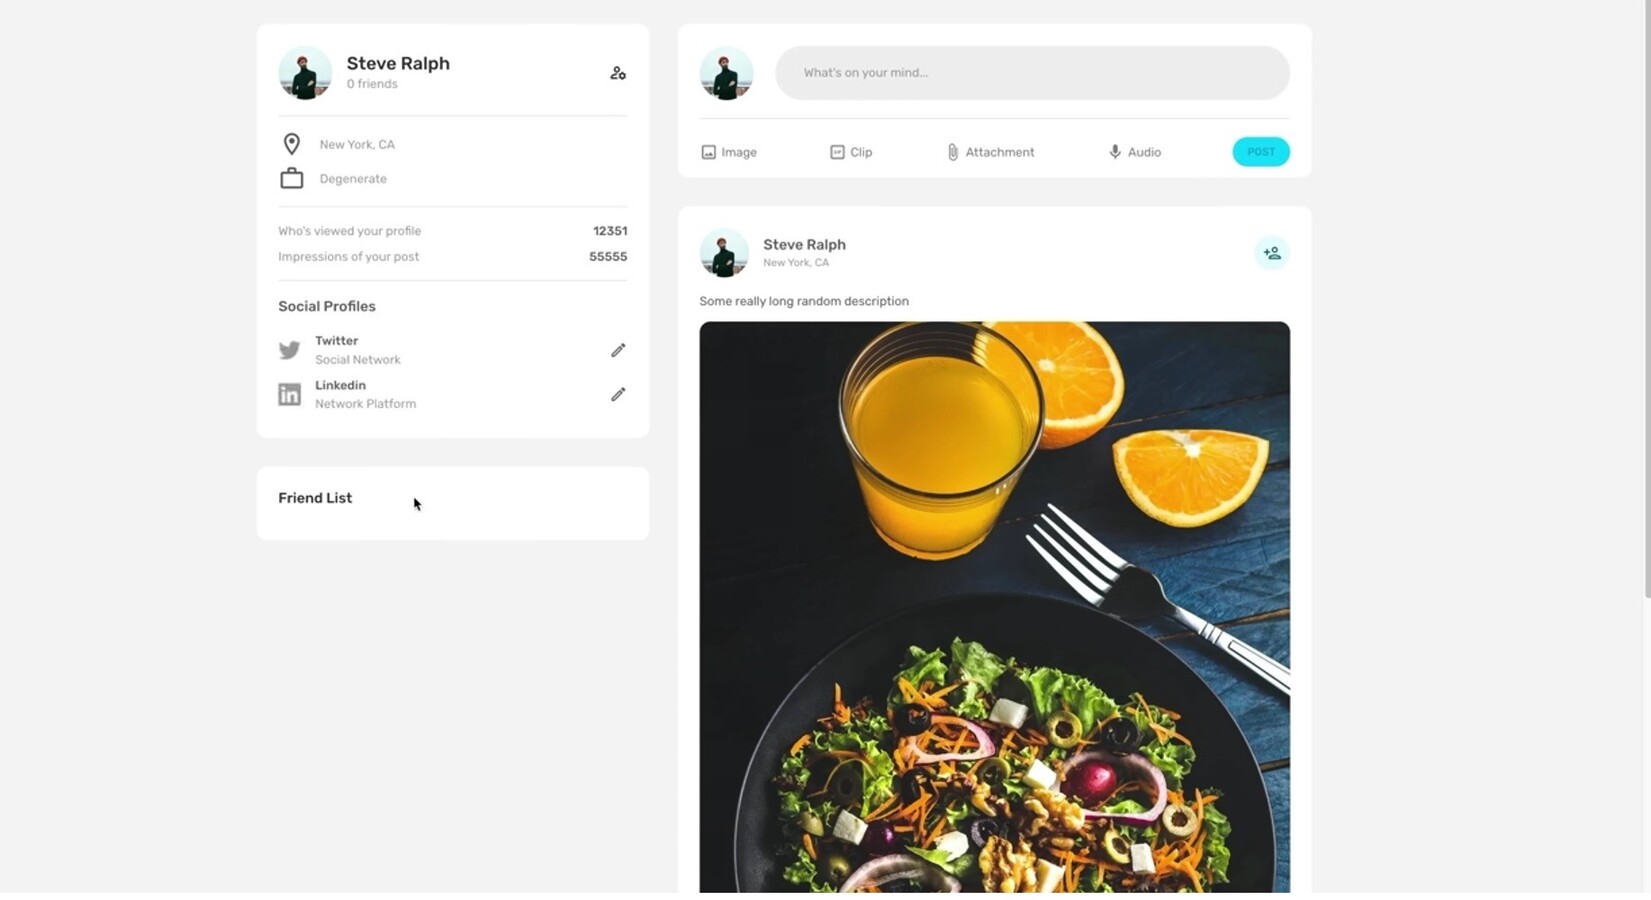 Steve Ralph
0 friends
New York, CA
Degenerate
Who's viewed your profile 12351
Impressions of your post 55555
Social Profiles
Twitter
Social Network
Linkedin
Network Platform
Friend List
What's on your mind...
Image Clip Attachment Audio POST
Steve Ralph
New York, CA
Some really long random description